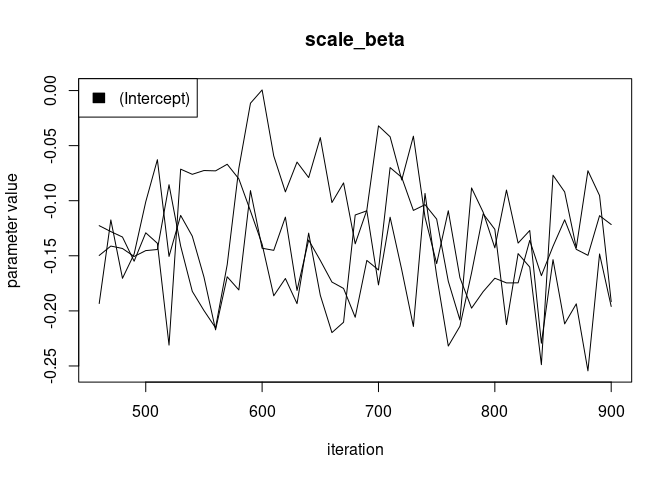 scale_beta
(Intercept)
parameter value
0.00
-0.05
-0.10
-0.15
-0.20
-0.25
500 600 700 800 900
iteration